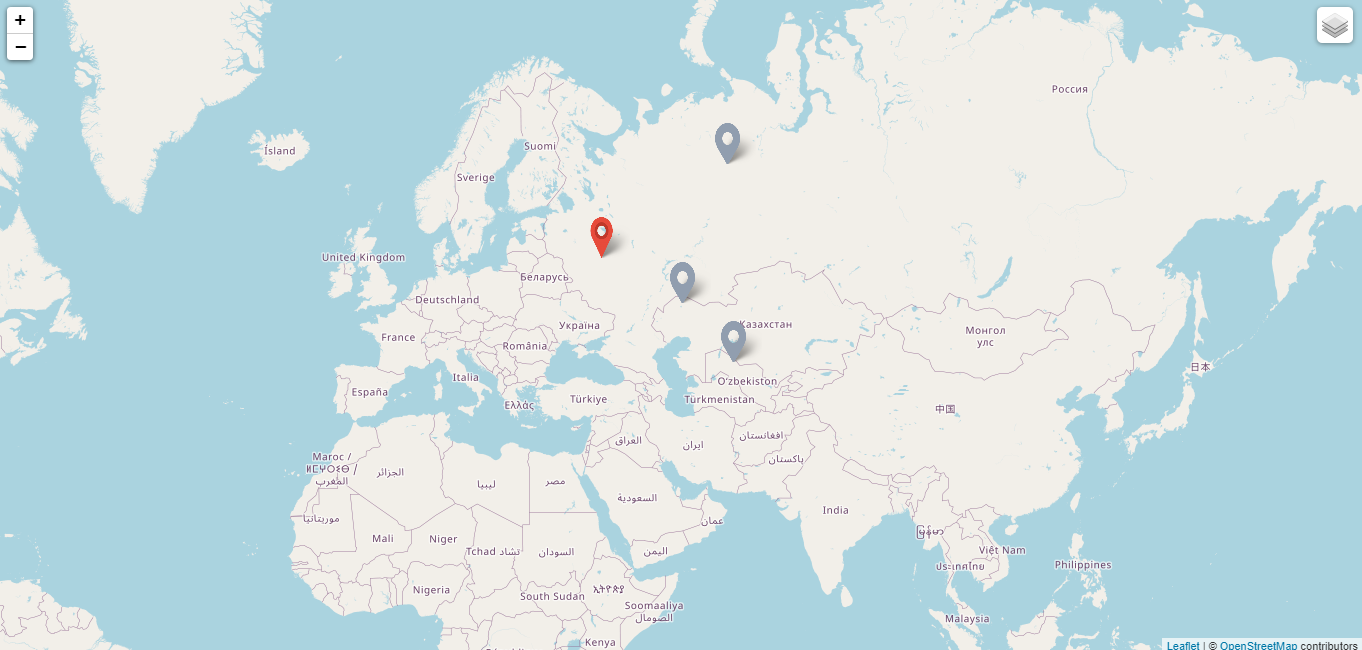 +
−
Россия
Ísland
Suomi
Sverige
United Kingdom
Беларусь
Deutschland
Україна
Казахстан
Монгол
улс
France
România
Italia
O'zbekiston
日本
España
Ελλάς
Türkiye
Türkmenistan
中国
العراق
ایران
افغانستان
پاکستان
Maroc /
ⵍⵎⵖⵔⵉⴱ /
المغرب
الجزائر
ليبيا
مصر
السعودية
India
موريتانيا
عمان
မြန်မာ
Mali
Niger
Tchad تشاد
السودان
اليمن
Việt Nam
ประเทศไทย
Philippines
Nigeria
South Sudan
ኢትዮጵያ
Soomaaliya
الصومال
Malaysia
Kenya
Leaflet | © OpenStreetMap contributors